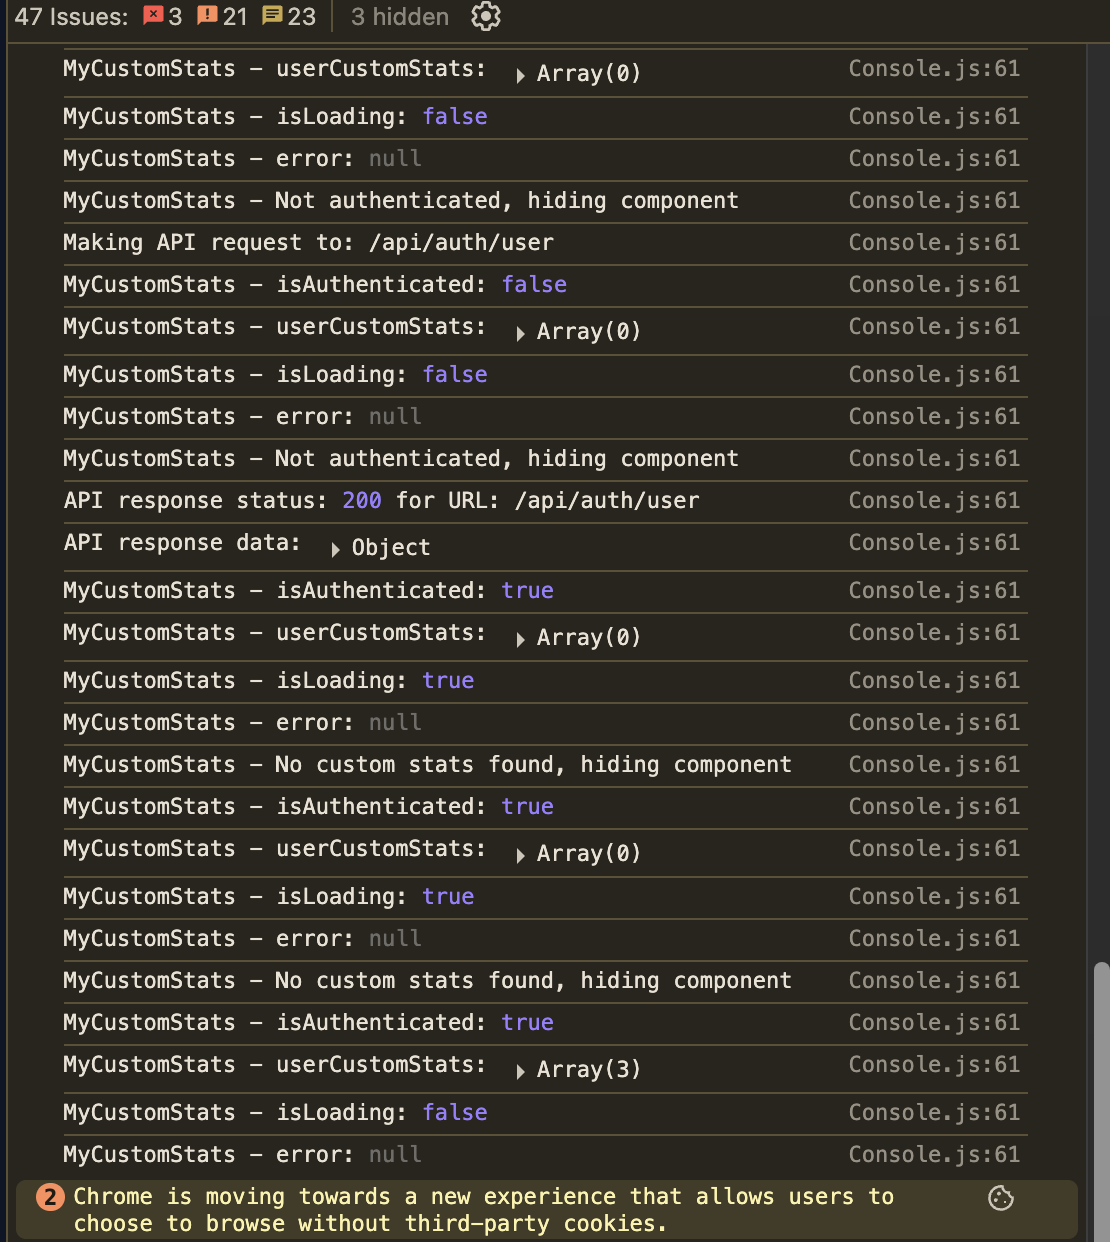 47 Issues: 3 21 23 3 hidden
MyCustomStats – userCustomStats: Array(0) Console.js:61
MyCustomStats – isLoading: false Console.js:61
MyCustomStats – error: null Console.js:61
MyCustomStats – Not authenticated, hiding component Console.js:61
Making API request to: /api/auth/user Console.js:61
MyCustomStats – isAuthenticated: false Console.js:61
MyCustomStats – userCustomStats: Array(0) Console.js:61
MyCustomStats – isLoading: false Console.js:61
MyCustomStats – error: null Console.js:61
MyCustomStats – Not authenticated, hiding component Console.js:61
API response status: 200 for URL: /api/auth/user Console.js:61
API response data: Object Console.js:61
MyCustomStats – isAuthenticated: true Console.js:61
MyCustomStats – userCustomStats: Array(0) Console.js:61
MyCustomStats – isLoading: true Console.js:61
MyCustomStats – error: null Console.js:61
MyCustomStats – No custom stats found, hiding component Console.js:61
MyCustomStats – isAuthenticated: true Console.js:61
MyCustomStats – userCustomStats: Array(0) Console.js:61
MyCustomStats – isLoading: true Console.js:61
MyCustomStats – error: null Console.js:61
MyCustomStats – No custom stats found, hiding component Console.js:61
MyCustomStats – isAuthenticated: true Console.js:61
MyCustomStats – userCustomStats: Array(3) Console.js:61
MyCustomStats – isLoading: false Console.js:61
MyCustomStats – error: null Console.js:61
2 Chrome is moving towards a new experience that allows users to
choose to browse without third-party cookies.